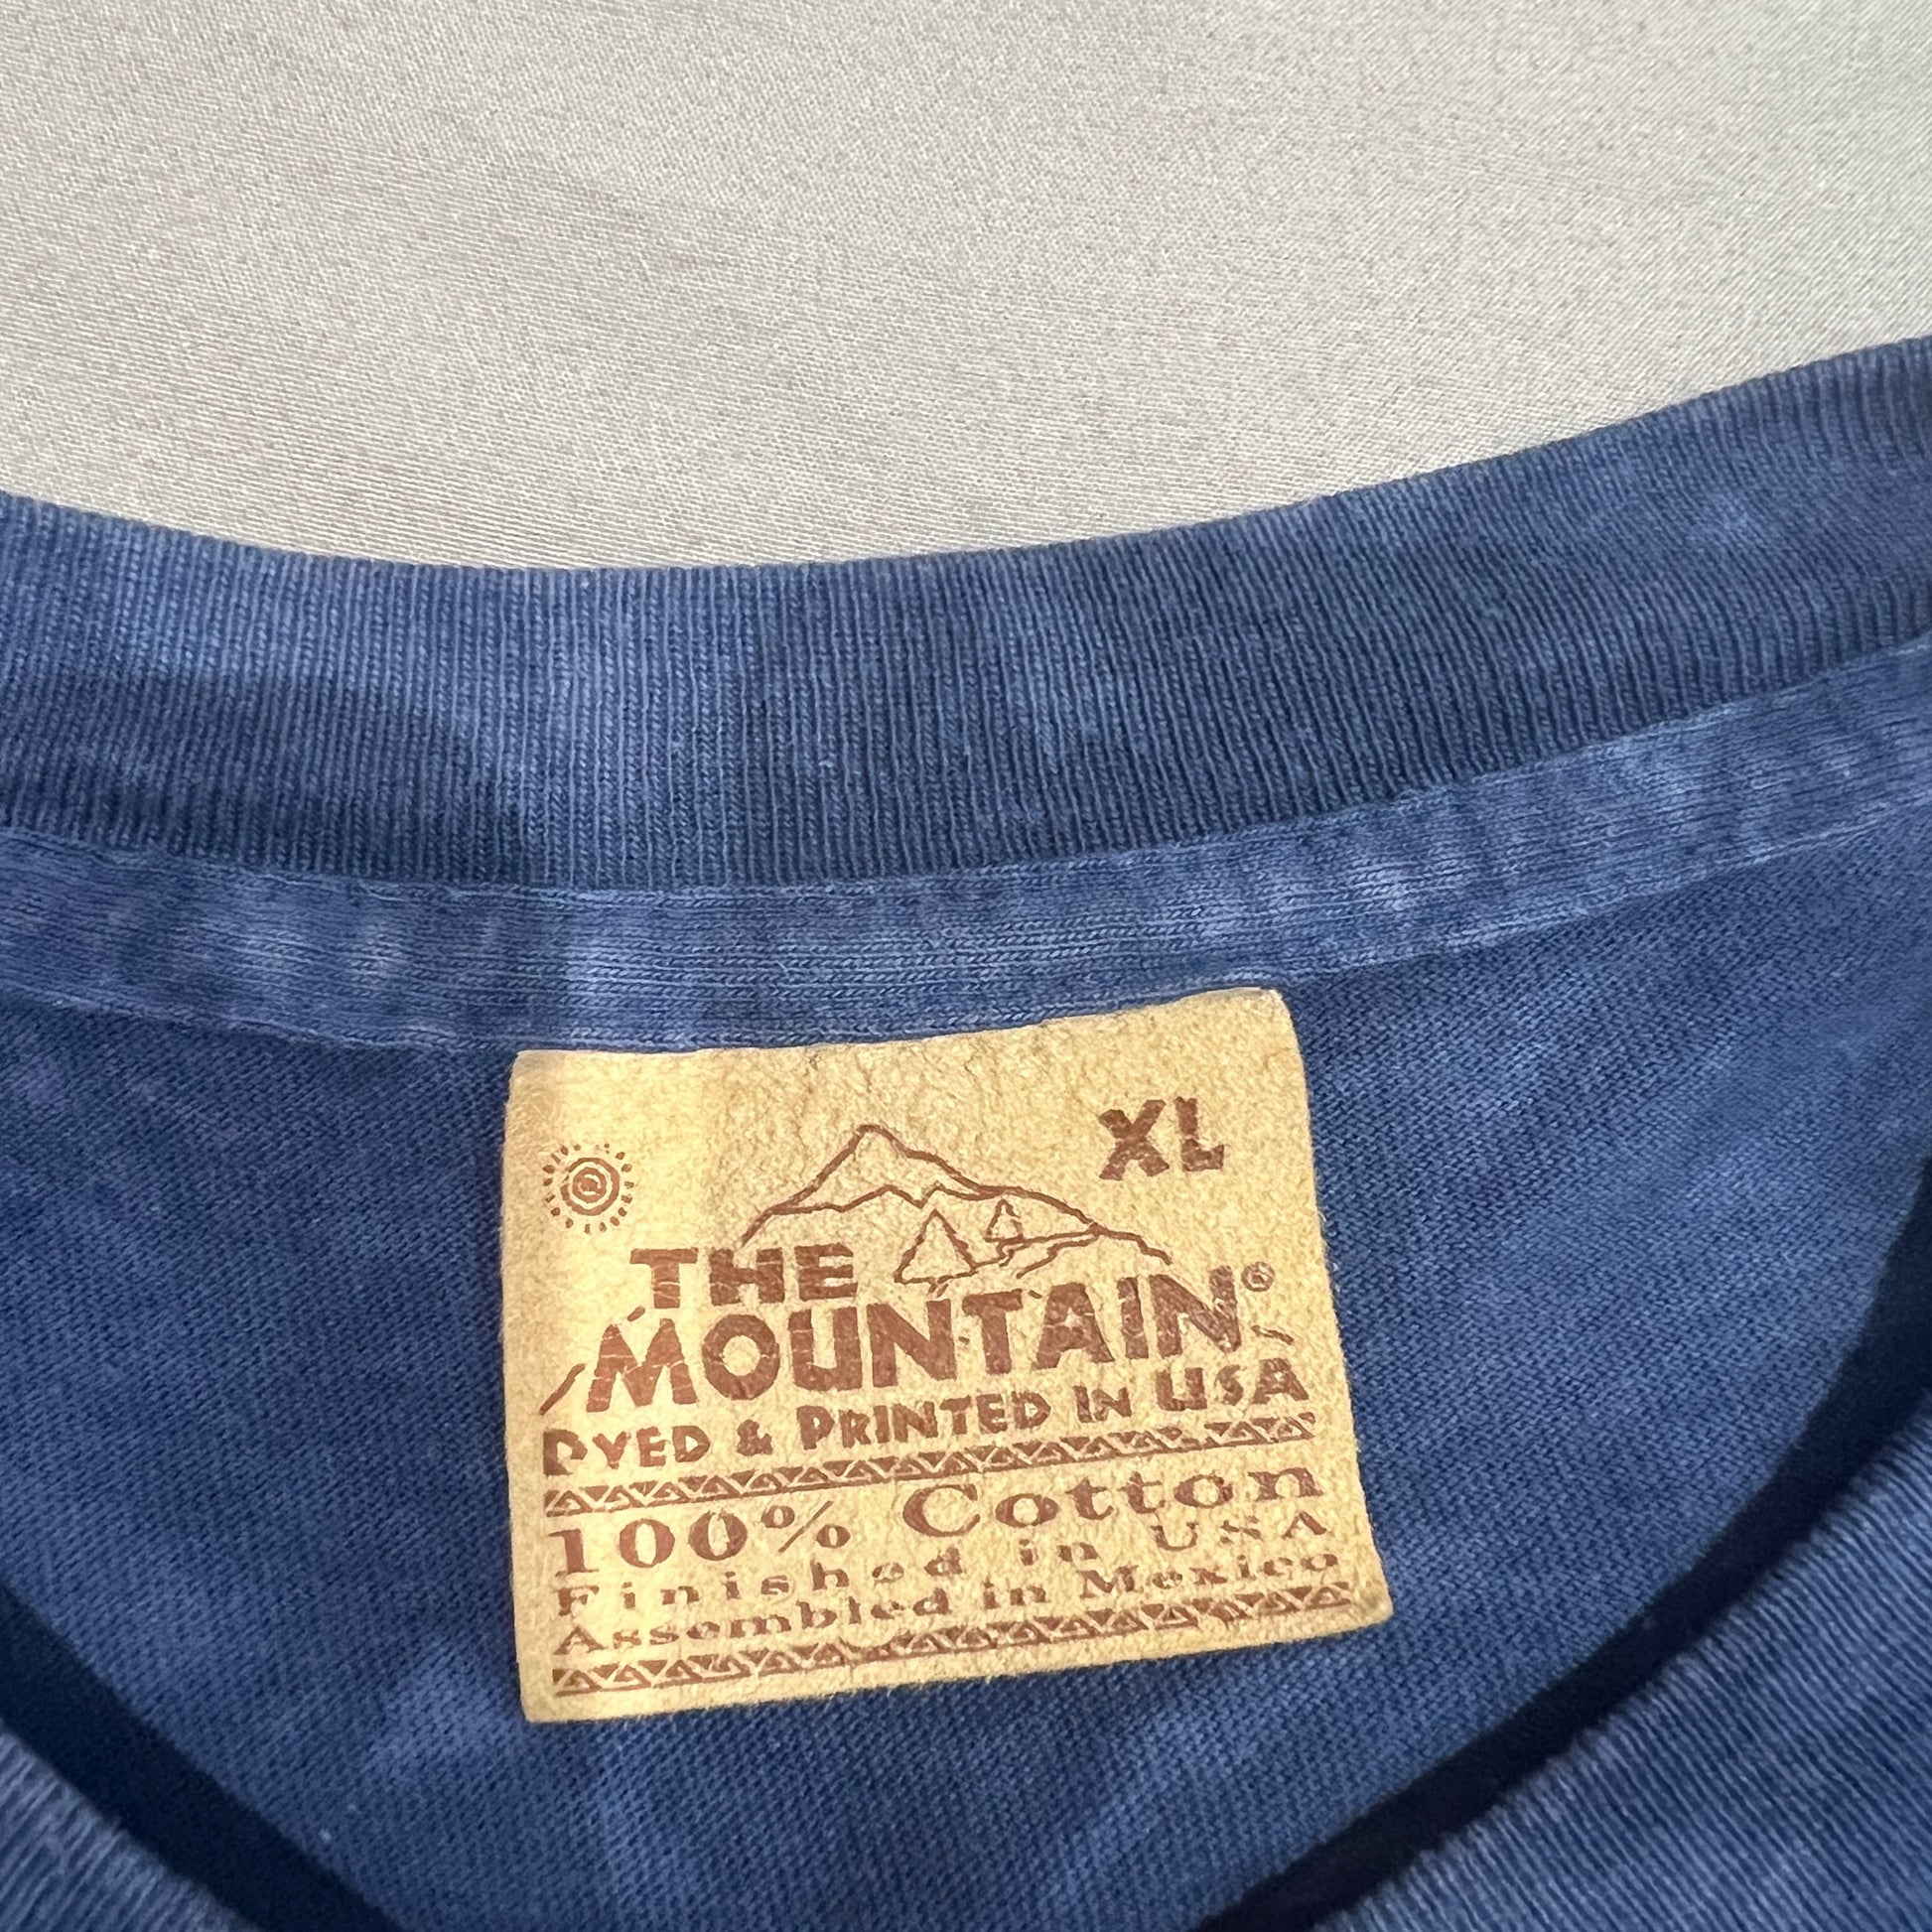 XL
THE
MOUNTAIN®
DYED & PRINTED IN USA
100% Cotton
Finished in USA
Assembled in Mexico